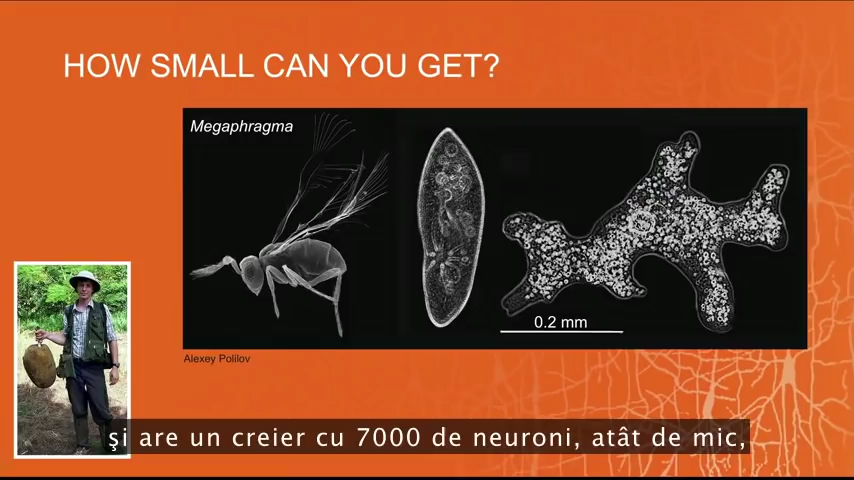 HOW SMALL CAN YOU GET?
Megaphragma
0.2 mm
Alexey Polilov
și are un creier cu 7000 de neuroni, atât de mic,